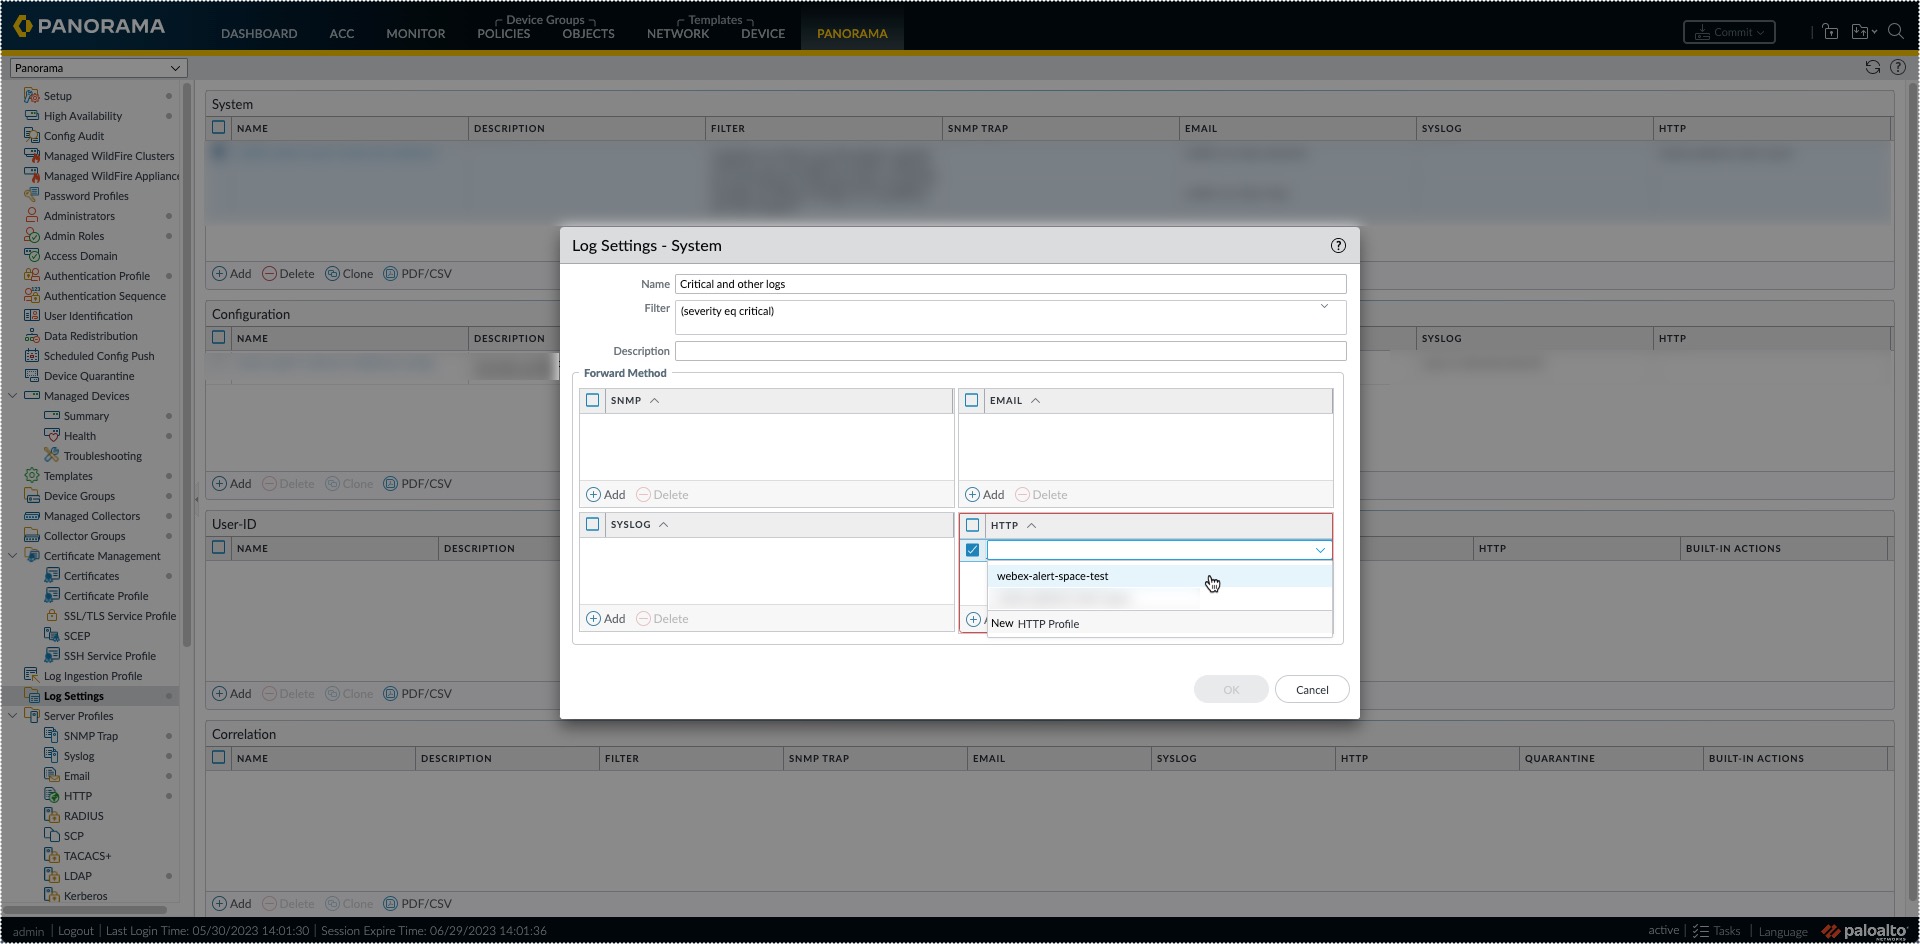 PANORAMA
DASHBOARD ACC MONITOR Device Groups POLICIES OBJECTS Templates NETWORK DEVICE PANORAMA
Commit
Panorama
Setup
High Availability
Config Audit
Managed WildFire Clusters
Managed WildFire Applianc
Password Profiles
Administrators
Admin Roles
Access Domain
Authentication Profile
Authentication Sequence
User Identification
Data Redistribution
Scheduled Config Push
Device Quarantine
Managed Devices
Summary
Health
Troubleshooting
Templates
Device Groups
Managed Collectors
Collector Groups
Certificate Management
Certificates
Certificate Profile
SSL/TLS Service Profile
SCEP
SSH Service Profile
Log Ingestion Profile
Log Settings
Server Profiles
SNMP Trap
Syslog
Email
HTTP
RADIUS
SCP
TACACS+
LDAP
Kerberos
System
NAME DESCRIPTION FILTER SNMP TRAP EMAIL SYSLOG HTTP
Add Delete Clone PDF/CSV
Configuration
NAME DESCRIPTION SYSLOG HTTP
Add Delete Clone PDF/CSV
User-ID
NAME DESCRIPTION HTTP BUILT-IN ACTIONS
Add Delete Clone PDF/CSV
Correlation
NAME DESCRIPTION FILTER SNMP TRAP EMAIL SYSLOG HTTP QUARANTINE BUILT-IN ACTIONS
Add Delete Clone PDF/CSV
Log Settings - System
Name Critical and other logs
Filter (severity eq critical)
Description
Forward Method
SNMP
Add Delete
EMAIL
Add Delete
SYSLOG
Add Delete
HTTP
webex-alert-space-test
New HTTP Profile
OK Cancel
admin | Logout | Last Login Time: 05/30/2023 14:01:30 | Session Expire Time: 06/29/2023 14:01:36
active | Tasks | Language paloalto
NETWORKS